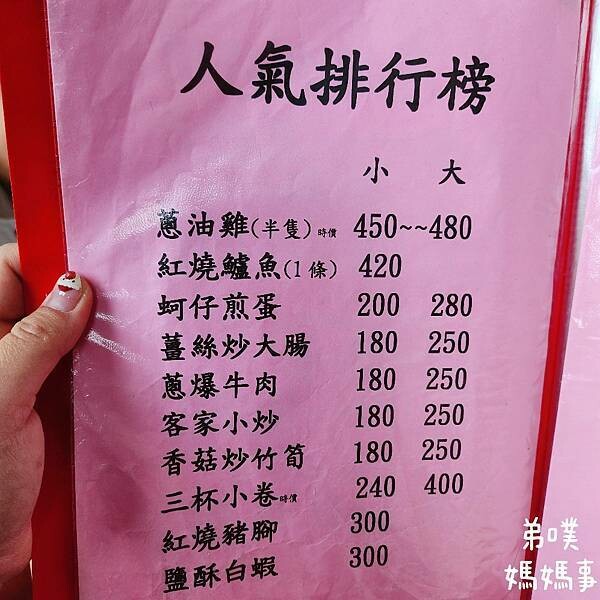 人氣排行榜
小 大
蔥油雞(半隻)時價 450~~480
紅燒鱸魚(1條) 420
蚵仔煎蛋 200 280
薑絲炒大腸 180 250
蔥爆牛肉 180 250
客家小炒 180 250
香菇炒竹筍 180 250
三杯小卷時價 240 400
紅燒豬腳 300
鹽酥白蝦 300
弟噗
媽媽事